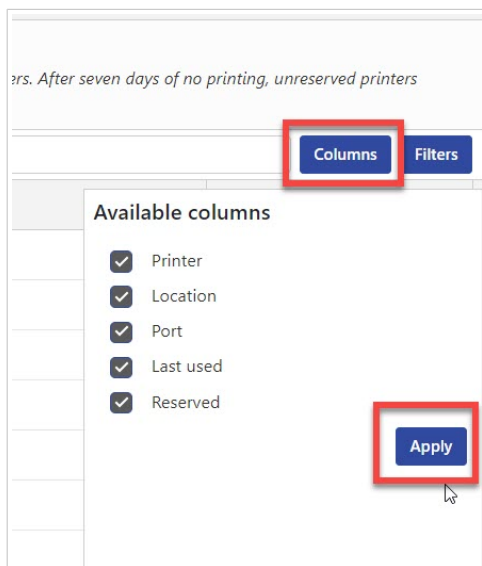 ers. After seven days of no printing, unreserved printers
Columns
Filters
Available columns
Printer
Location
Port
Last used
Reserved
Apply